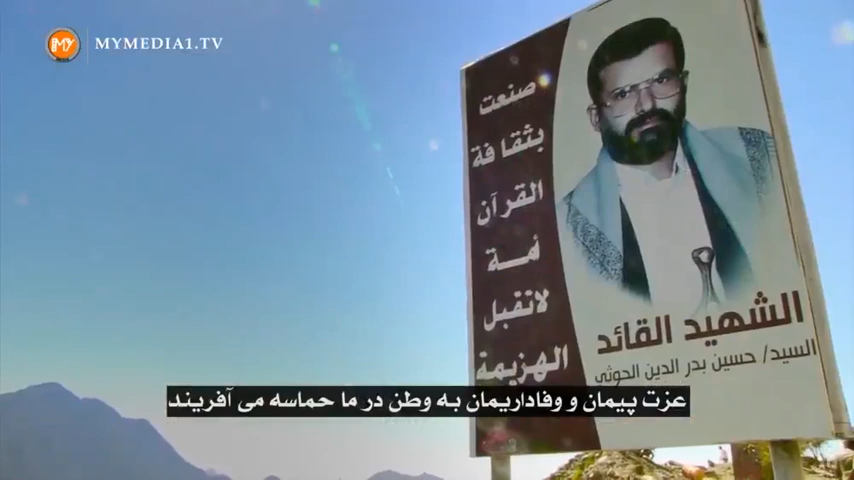 MYMEDIA1.TV
صنعت
بثقافة
القرآن
أمة
لاتقبل
الهزيمة
الشهيد القائد
السيد/ حسين بدر الدين الحوثي
عزت پیمان و وفاداریمان به وطن در ما حماسه می آفریند